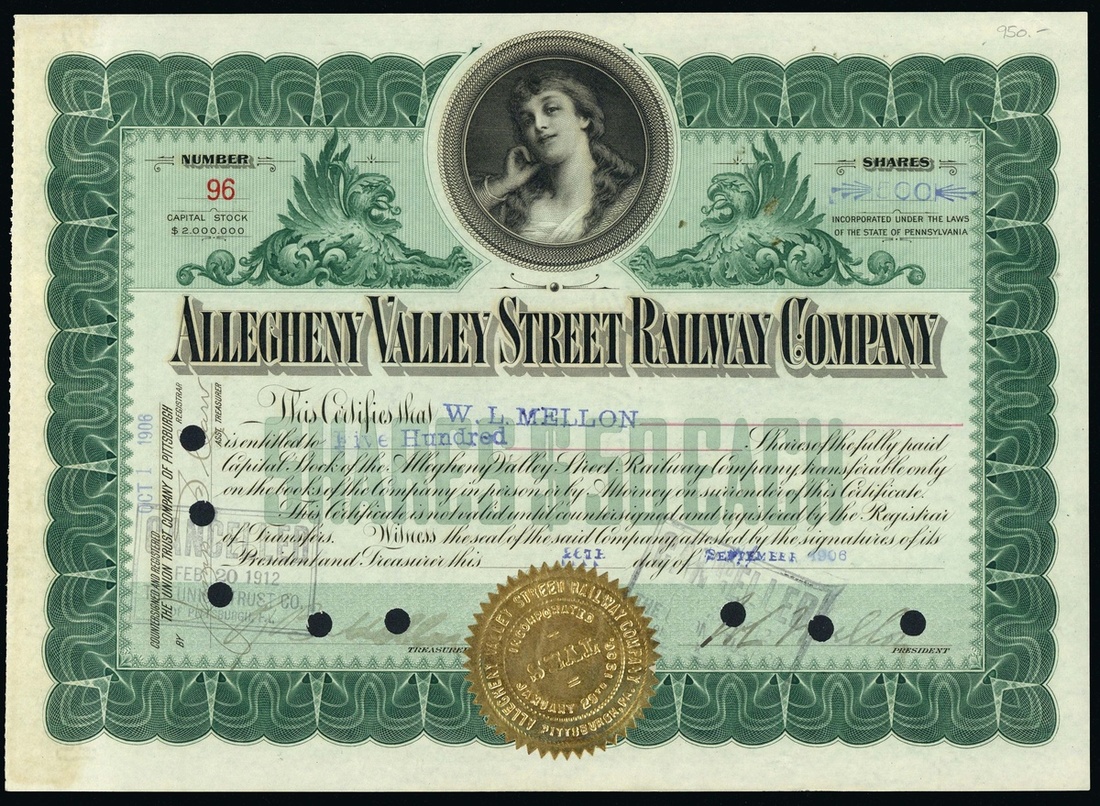 950.-
NUMBER
96
CAPITAL STOCK
$2.000.000
SHARES
500
INCORPORATED UNDER THE LAWS
OF THE STATE OF PENNSYLVANIA
ALLEGHENY VALLEY STREET RAILWAY COMPANY
This Certifies that W. L. MELLON
is entitled to Five Hundred Shares of the fully paid
Capital Stock of the Allegheny Valley Street Railway Company, transferable only
on the books of the Company in person or by Attorney on surrender of this Certificate.
This Certificate is not valid until countersigned and registered by the Registrar
of Transfers. Witness the seal of said Company attested by the signatures of its
President and Treasurer this day of SEPTEMBER 1906
SHARES $50 EACH
TREASURER
PRESIDENT
OCT 1 1906
COUNTERSIGNED AND REGISTERED
THE UNION TRUST COMPANY OF PITTSBURGH
REGISTRAR
BY
ASST. TREASURER
CANCELLED
FEB 20 1912
UNION TRUST CO.
OF PITTSBURGH, PA.
CANCELLED
THE
ALLEGHENY VALLEY STREET RAILWAY COMPANY, PITTSBURGH, PA.
INCORPORATED
SEAL
JANUARY 29TH